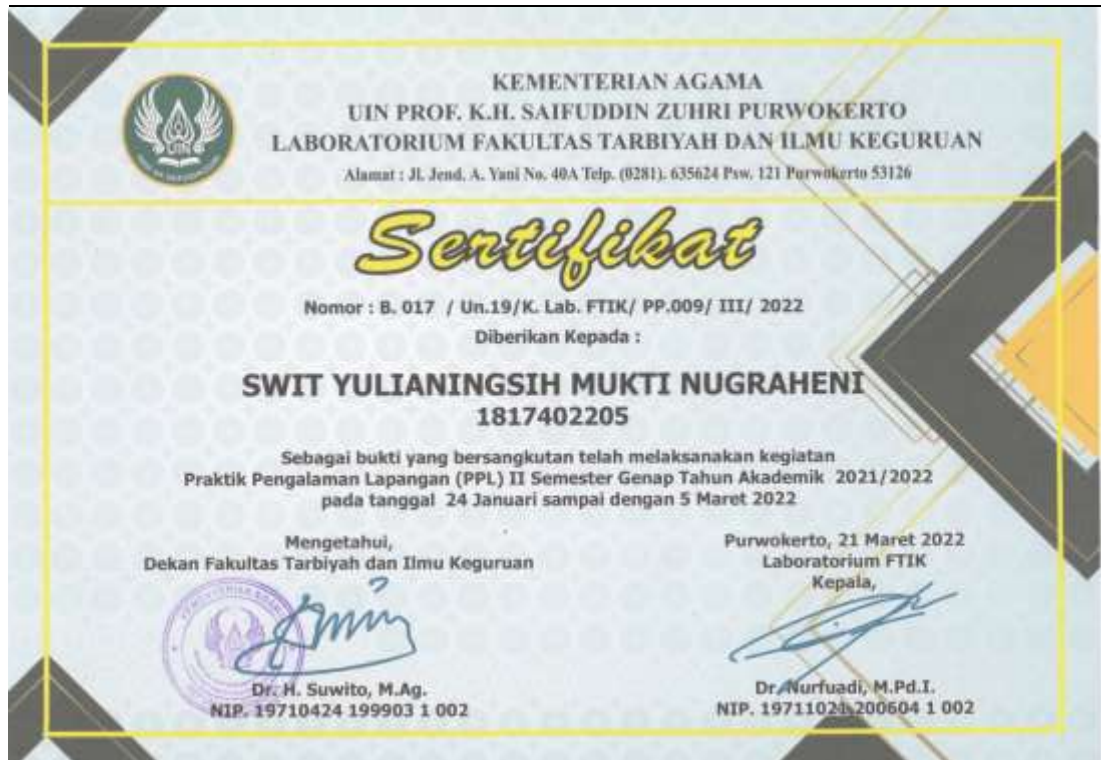 KEMENTERIAN AGAMA
UIN PROF. K.H. SAIFUDDIN ZUHRI PURWOKERTO
LABORATORIUM FAKULTAS TARBIYAH DAN ILMU KEGURUAN
Alamat : Jl. Jend. A. Yani No. 40A Telp. (0281). 635624 Psw. 121 Purwokerto 53126
Sertifikat
Nomor : B. 017 / Un.19/K. Lab. FTIK/ PP.009/ III/ 2022
Diberikan Kepada :
SWIT YULIANINGSIH MUKTI NUGRAHENI
1817402205
Sebagai bukti yang bersangkutan telah melaksanakan kegiatan
Praktik Pengalaman Lapangan (PPL) II Semester Genap Tahun Akademik 2021/2022
pada tanggal 24 Januari sampai dengan 5 Maret 2022
Mengetahui,
Dekan Fakultas Tarbiyah dan Ilmu Keguruan
Dr. H. Suwito, M.Ag.
NIP. 19710424 199903 1 002
Purwokerto, 21 Maret 2022
Laboratorium FTIK
Kepala,
Dr. Nurfuadi, M.Pd.I.
NIP. 19711021 200604 1 002